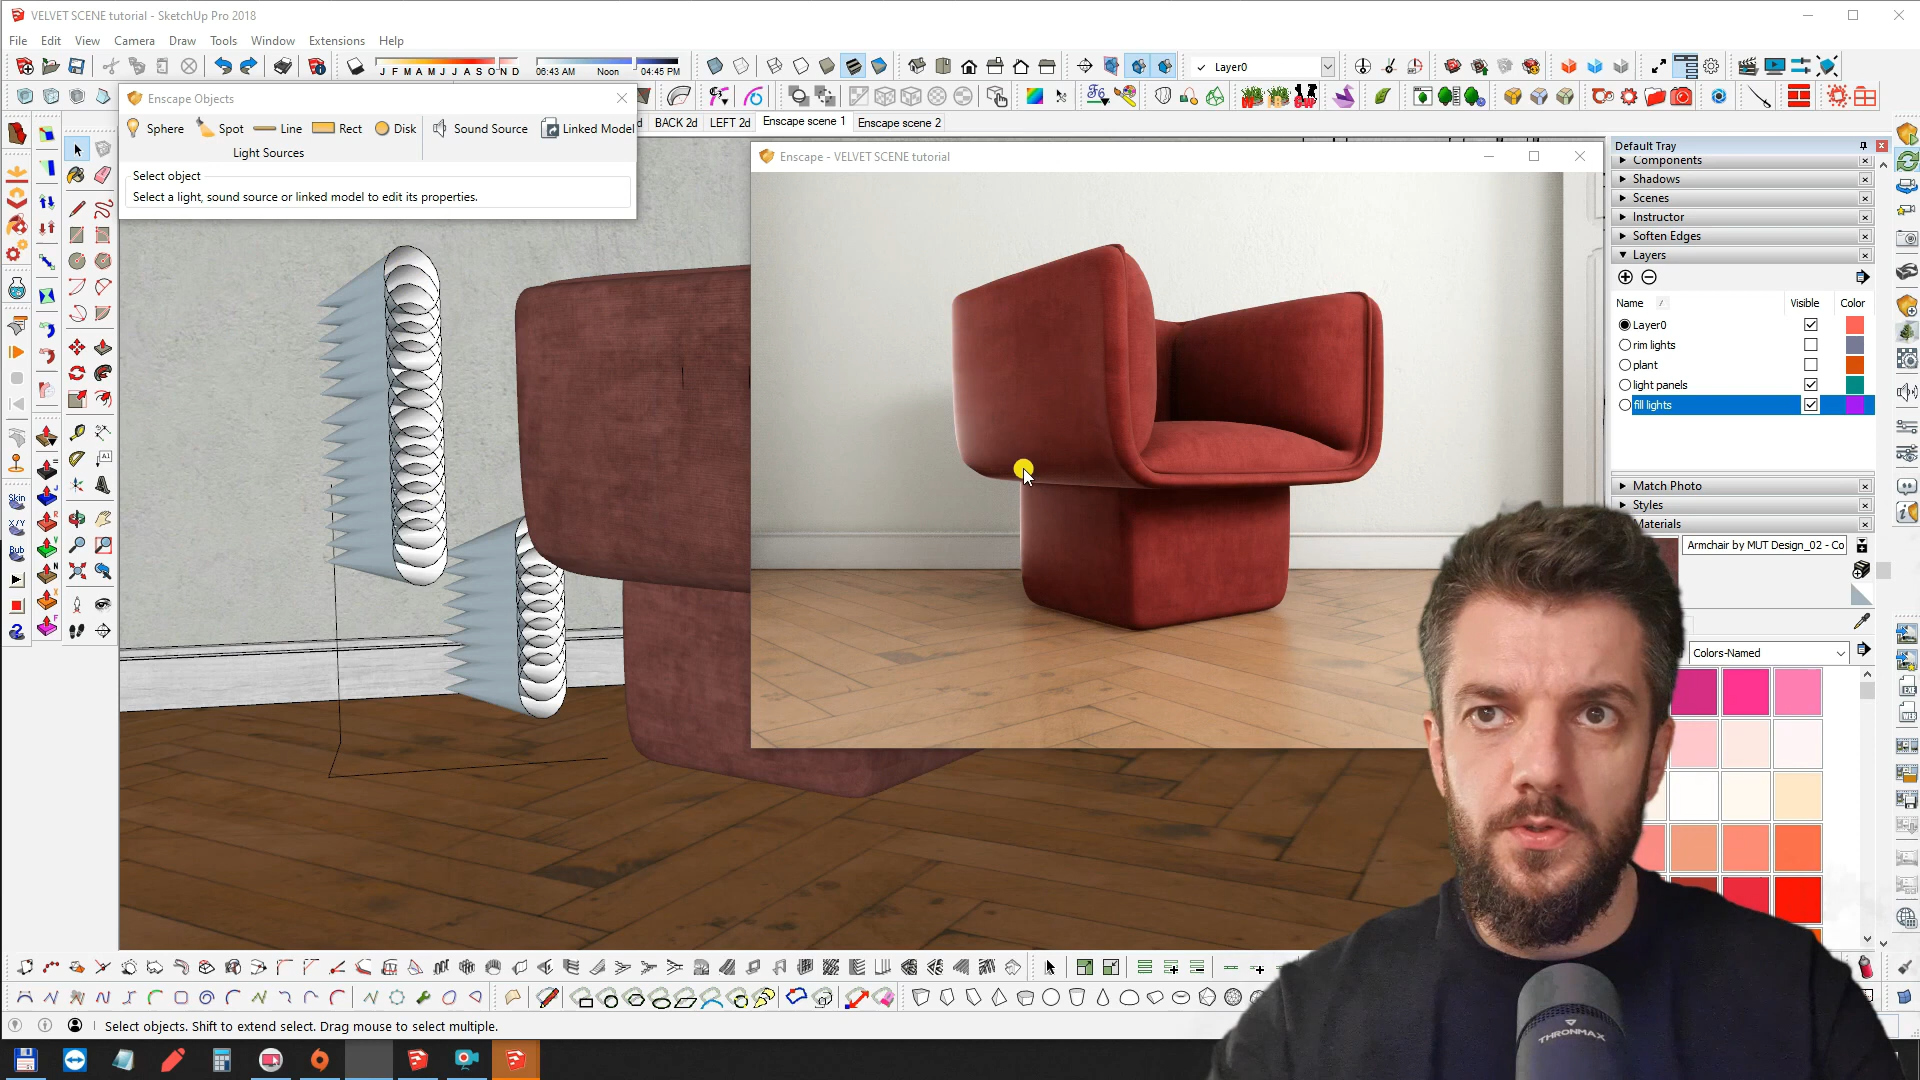 VELVET SCENE tutorial - SketchUp Pro 2018
File Edit View Camera Draw Tools Window Extensions Help
J F M A M J J A S O N D
06:43 AM Noon 04:45 PM
Layer0
BACK 2d LEFT 2d Enscape scene 1 Enscape scene 2
Enscape Objects
Sphere Spot Line Rect Disk Sound Source Linked Model
Light Sources
Select object
Select a light, sound source or linked model to edit its properties.
Enscape - VELVET SCENE tutorial
Default Tray
Components
Shadows
Scenes
Instructor
Soften Edges
Layers
Name Visible Color
Layer0
rim lights
plant
light panels
fill lights
Match Photo
Styles
Materials
Armchair by MUT Design_02 - Co
Colors-Named
Skin
X/Y
Bub
A1
THRONMAX
Select objects. Shift to extend select. Drag mouse to select multiple.